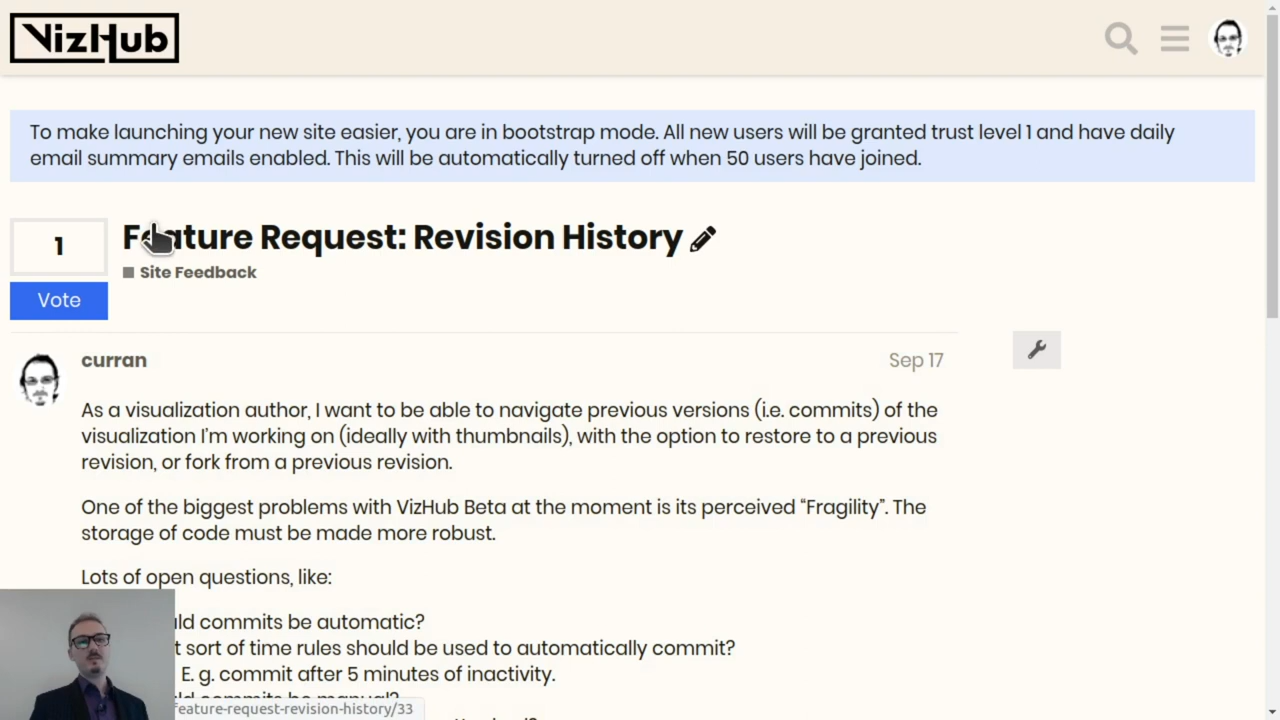 VizHub
To make launching your new site easier, you are in bootstrap mode. All new users will be granted trust level 1 and have daily
email summary emails enabled. This will be automatically turned off when 50 users have joined.
1
Feature Request: Revision History
Vote
Site Feedback
curran
Sep 17
As a visualization author, I want to be able to navigate previous versions (i.e. commits) of the
visualization I'm working on (ideally with thumbnails), with the option to restore to a previous
revision, or fork from a previous revision.
One of the biggest problems with VizHub Beta at the moment is its perceived “Fragility”. The
storage of code must be made more robust.
Lots of open questions, like:
commits be automatic?
sort of time rules should be used to automatically commit?
E. g. commit after 5 minutes of inactivity.
commits be manual?
feature-request-revision-history/33